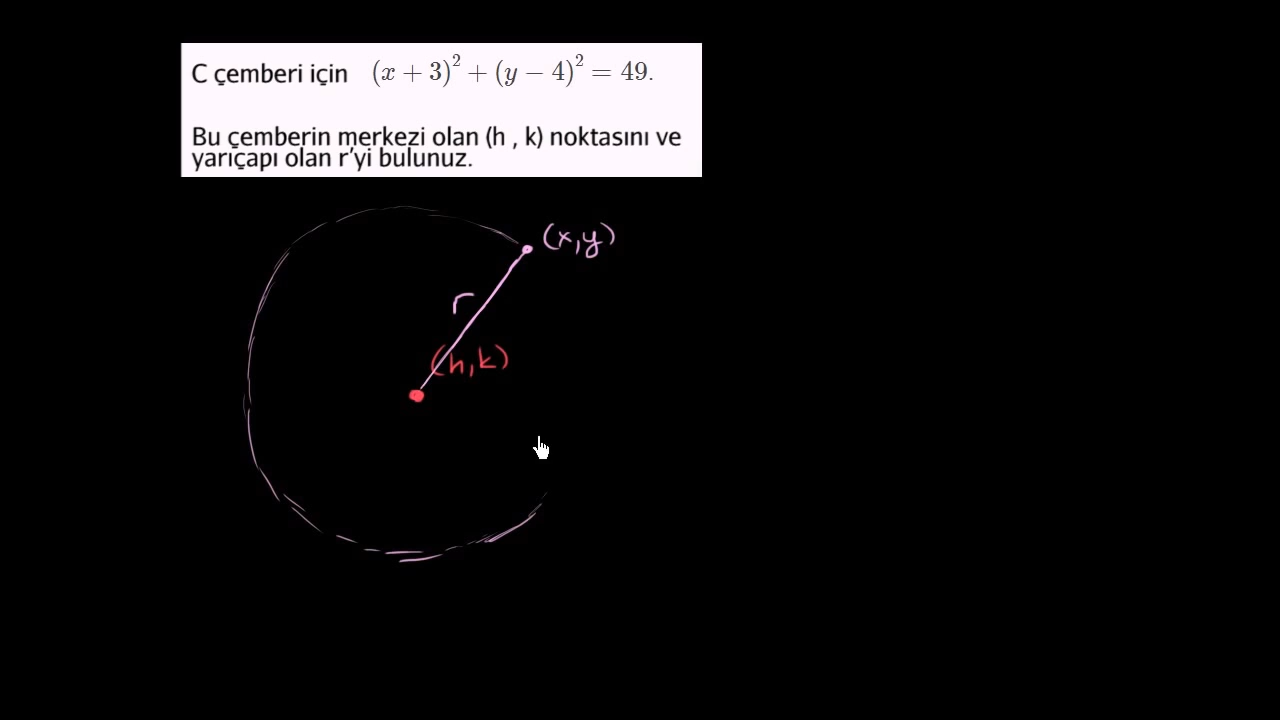 C çemberi için (x + 3)² + (y − 4)² = 49.
Bu çemberin merkezi olan (h , k) noktasını ve
yarıçapı olan r'yi bulunuz.
(x,y)
r
(h,k)